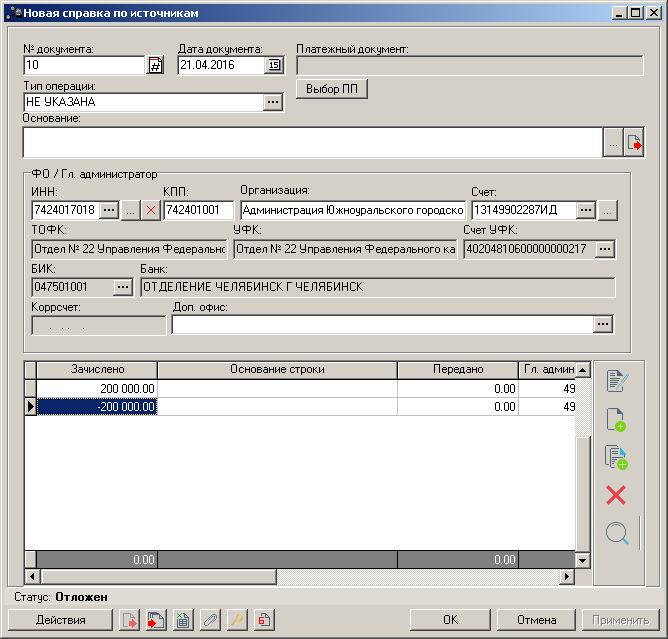 Новая справка по источникам
№ документа:
Дата документа:
Платежный документ:
10
21.04.2016
15
Тип операции:
Выбор ПП
НЕ УКАЗАНА
Основание:
ФО / Гл. администратор
ИНН:
КПП:
Организация:
Счет:
7424017018
742401001
Администрация Южноуральского городско
13149902287ИД
ТОФК:
УФК:
Счет УФК:
Отдел № 22 Управления Федерально
Отдел № 22 Управления Федерального ка
40204810600000000217
БИК:
Банк:
047501001
ОТДЕЛЕНИЕ ЧЕЛЯБИНСК Г ЧЕЛЯБИНСК
Коррсчет:
Доп. офис:
Зачислено
Основание строки
Передано
Гл. админ
200 000.00
0.00
49
-200 000.00
0.00
49
0.00
0.00
Статус: Отложен
Действия
OK
Отмена
Применить